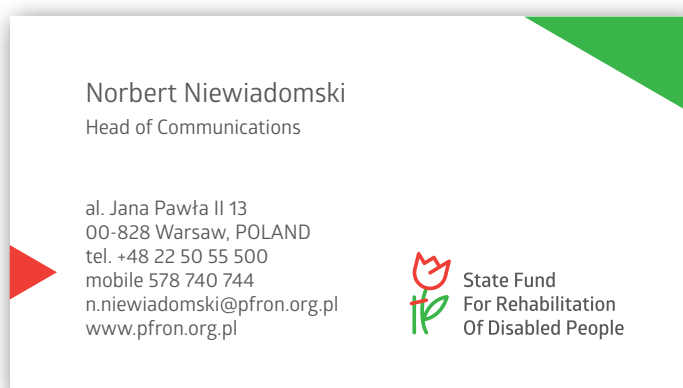 Norbert Niewiadomski
Head of Communications
al. Jana Pawła II 13
00-828 Warsaw, POLAND
tel. +48 22 50 55 500
mobile 578 740 744
n.niewiadomski@pfron.org.pl
www.pfron.org.pl
State Fund
For Rehabilitation
Of Disabled People